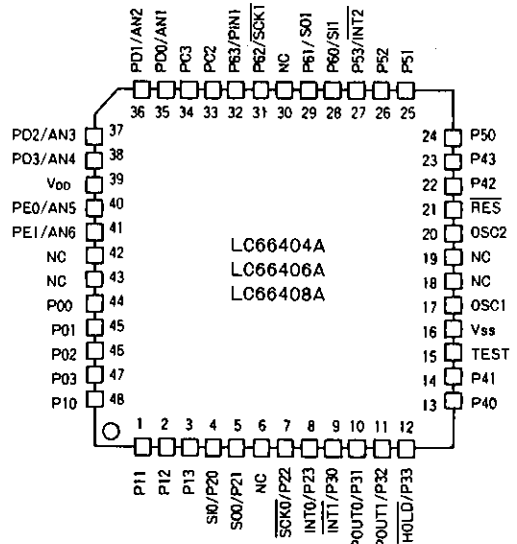 PD1/AN2
PD0/AN1
PC3
PC2
P63/PIN1
P62/SCK1
NC
P61/SO1
P60/SI1
P53/INT2
P52
P51
36 35 34 33 32 31 30 29 28 27 26 25
PD2/AN3 37
PD3/AN4 38
VDD 39
PE0/AN5 40
PE1/AN6 41
NC 42
NC 43
P00 44
P01 45
P02 46
P03 47
P10 48
LC66404A
LC66406A
LC66408A
24 P50
23 P43
22 P42
21 RES
20 OSC2
19 NC
18 NC
17 OSC1
16 Vss
15 TEST
14 P41
13 P40
1 2 3 4 5 6 7 8 9 10 11 12
P11
P12
P13
SI0/P20
SO0/P21
NC
SCK0/P22
INT0/P23
INT1/P30
POUT0/P31
POUT1/P32
HOLD/P33